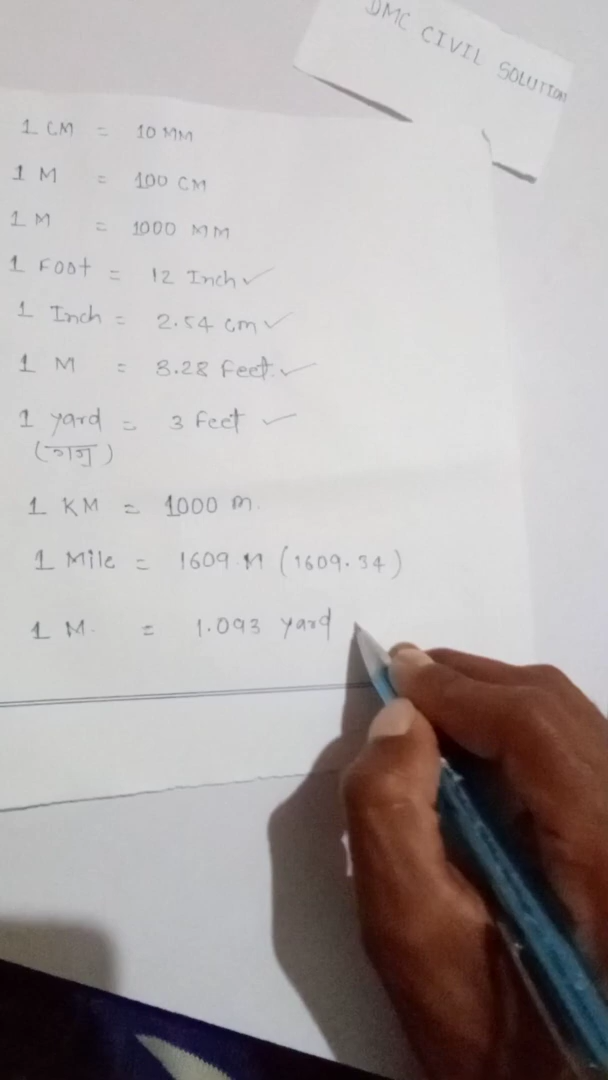 DMC CIVIL SOLUTION
1 CM = 10 MM
1 M = 100 CM
1 M = 1000 MM
1 Foot = 12 Inch ✓
1 Inch = 2.54 cm ✓
1 M = 3.28 Feet. ✓
1 yard = 3 Feet ✓
(গজ)
1 KM = 1000 m.
1 Mile = 1609.M (1609.34)
1 M. = 1.093 yard